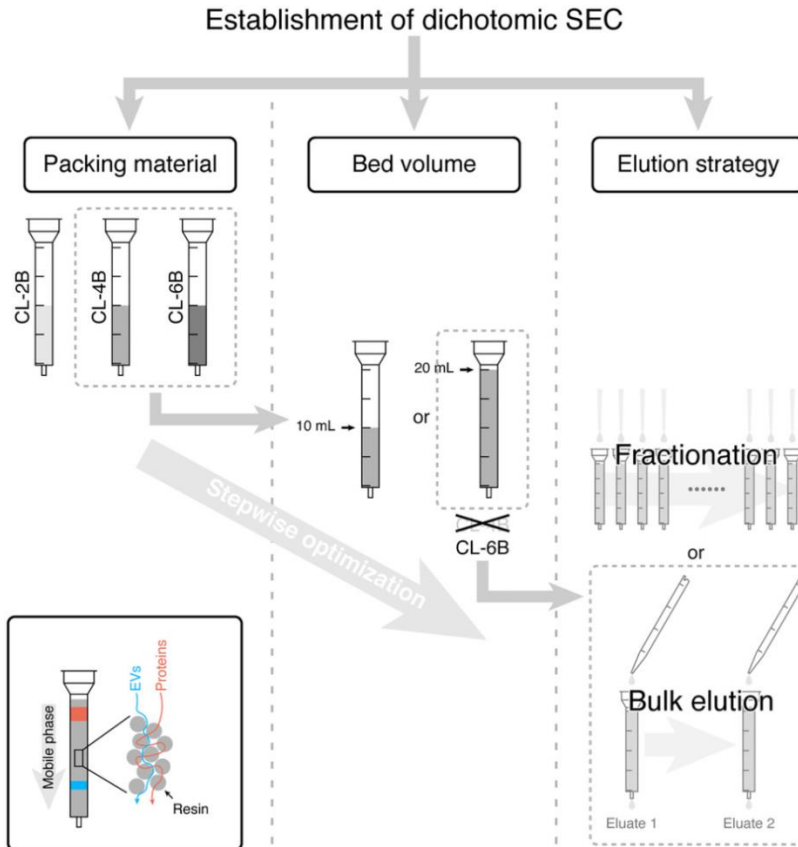 Establishment of dichotomic SEC
Packing material
Bed volume
Elution strategy
CL-2B
CL-4B
CL-6B
10 mL
or
20 mL
CL-6B
Stepwise optimization
Fractionation
......
or
Bulk elution
Eluate 1
Eluate 2
Mobile phase
EVs
Proteins
Resin